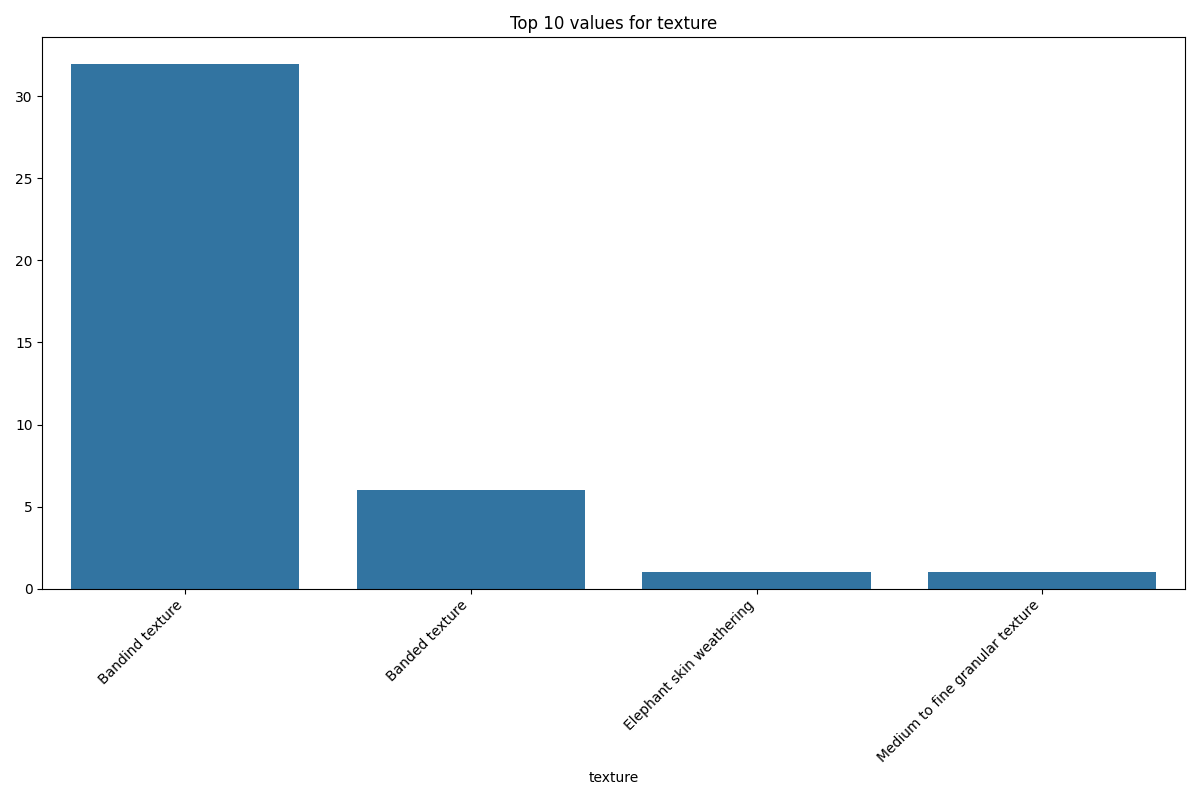 Top 10 values for texture
30
25
20
15
10
5
0
Bandind texture
Banded texture
Elephant skin weathering
Medium to fine granular texture
texture